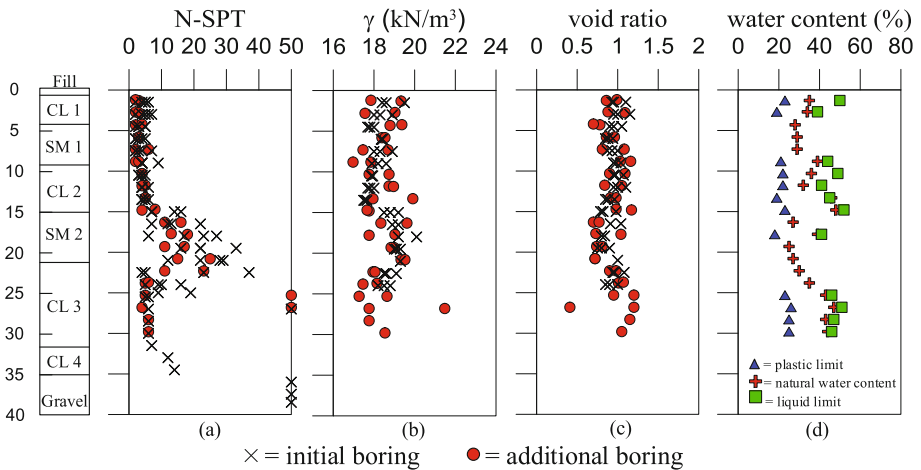 N-SPT γ (kN/m³) void ratio water content (%)
0 10 20 30 40 50 16 18 20 22 24 0 0.5 1 1.5 2 0 20 40 60 80
Fill
0
CL 1
5
SM 1
10
CL 2
15
SM 2
20
25
CL 3
30
CL 4
35
Gravel
40
= plastic limit
= natural water content
= liquid limit
(a) (b) (c) (d)
= initial boring = additional boring